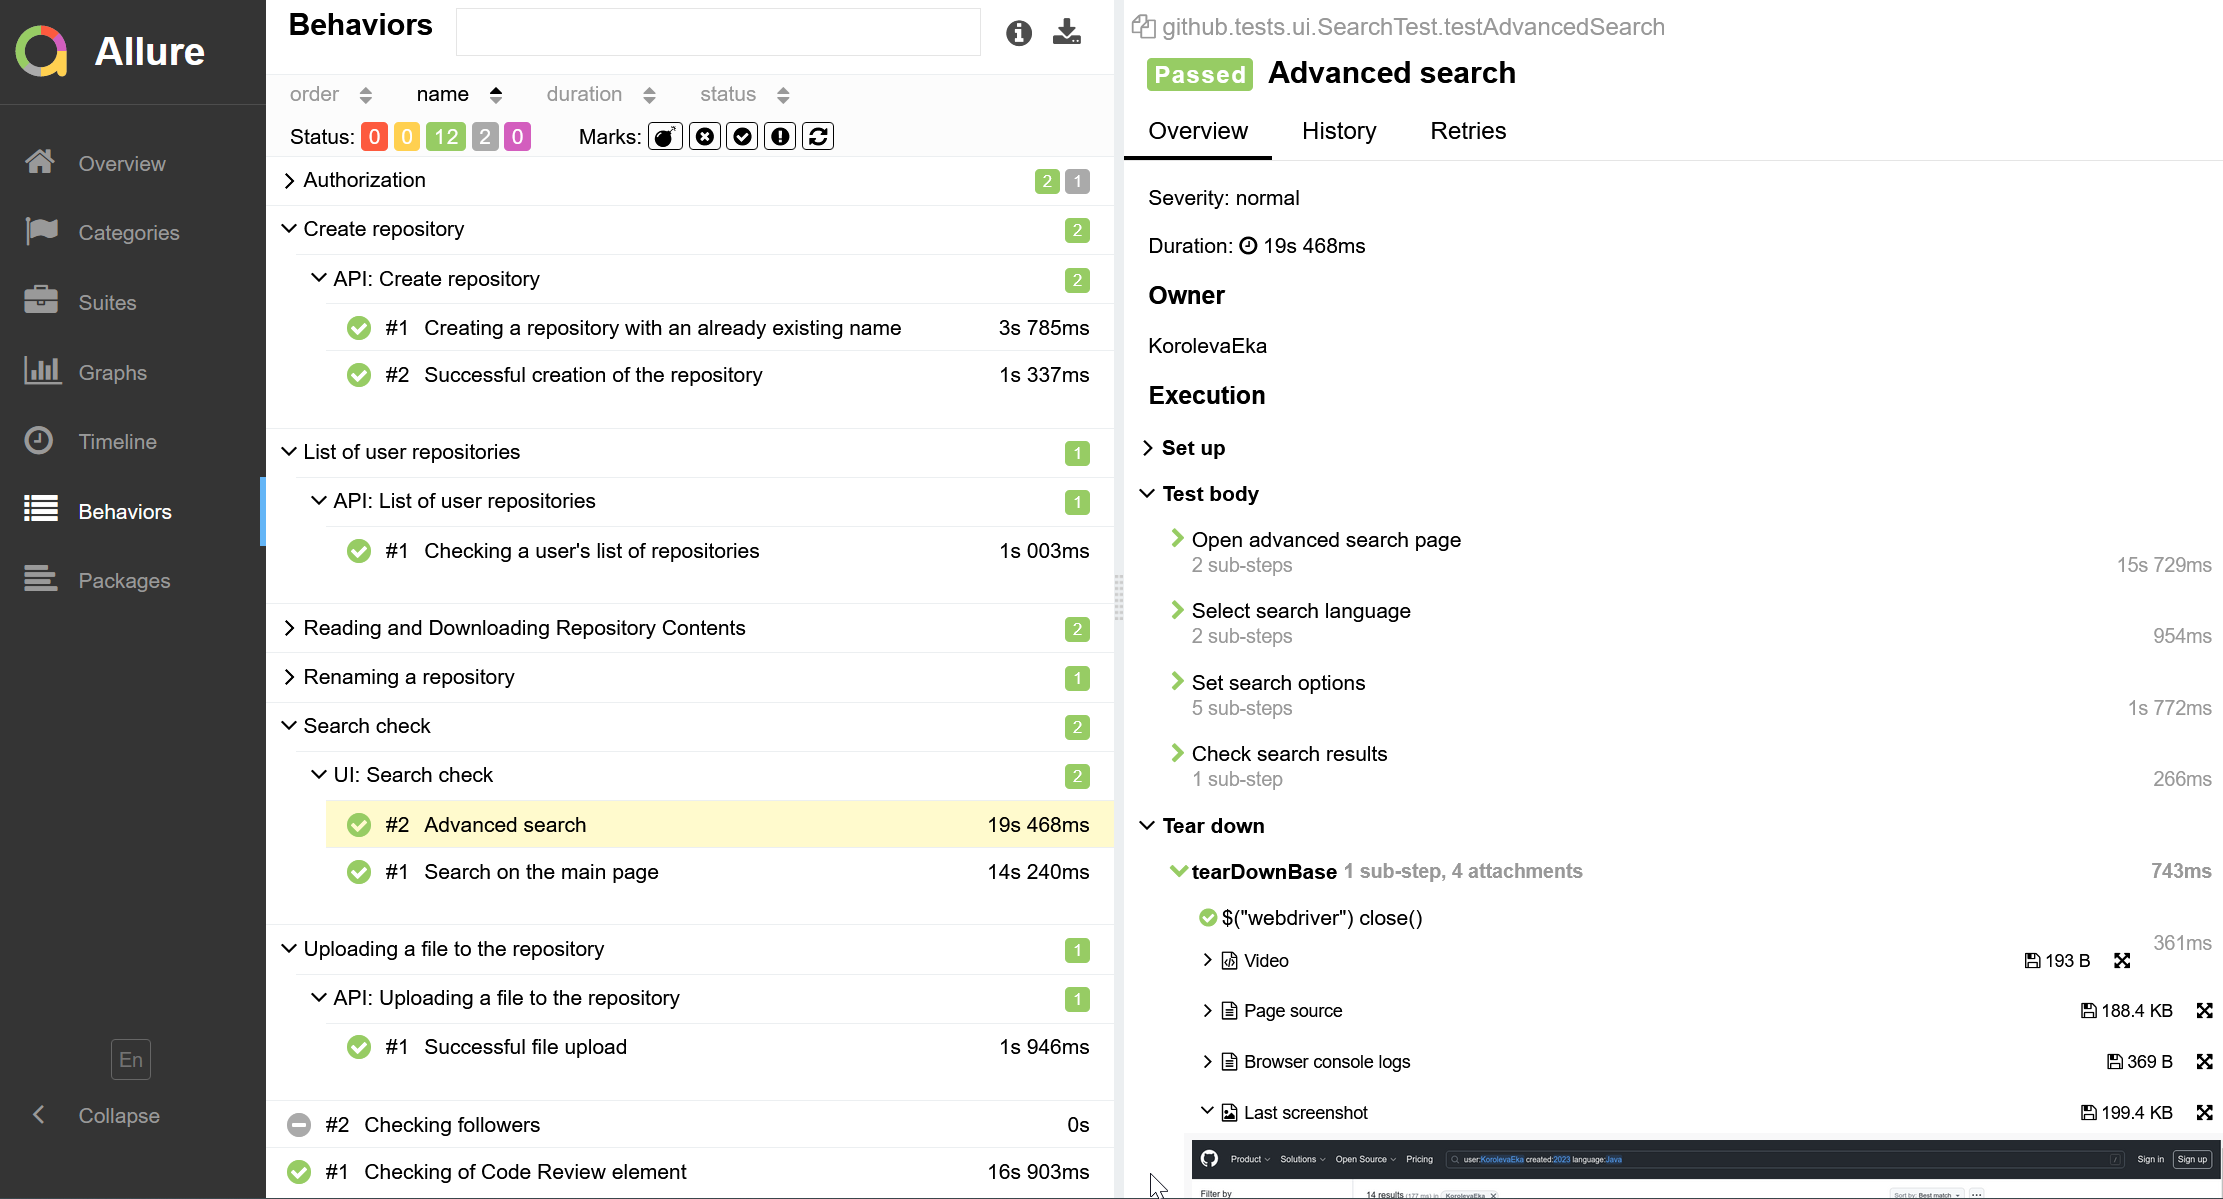 Allure
Overview
Categories
Suites
Graphs
Timeline
Behaviors
Packages
En
Collapse
Behaviors
order name duration status
Status: 0 0 12 2 0 Marks:
Authorization 2 1
Create repository 2
API: Create repository 2
#1 Creating a repository with an already existing name 3s 785ms
#2 Successful creation of the repository 1s 337ms
List of user repositories 1
API: List of user repositories 1
#1 Checking a user's list of repositories 1s 003ms
Reading and Downloading Repository Contents 2
Renaming a repository 1
Search check 2
UI: Search check 2
#2 Advanced search 19s 468ms
#1 Search on the main page 14s 240ms
Uploading a file to the repository 1
API: Uploading a file to the repository 1
#1 Successful file upload 1s 946ms
#2 Checking followers 0s
#1 Checking of Code Review element 16s 903ms
github.tests.ui.SearchTest.testAdvancedSearch
Passed Advanced search
Overview History Retries
Severity: normal
Duration: 19s 468ms
Owner
KorolevaEka
Execution
Set up
Test body
Open advanced search page
2 sub-steps 15s 729ms
Select search language
2 sub-steps 954ms
Set search options
5 sub-steps 1s 772ms
Check search results
1 sub-step 266ms
Tear down
tearDownBase 1 sub-step, 4 attachments 743ms
$("webdriver") close()
361ms
Video 193 B
Page source 188.4 KB
Browser console logs 369 B
Last screenshot 199.4 KB
Product Solutions Open Source Pricing user:KorolevaEka created:2023 language:Java / Sign in Sign up
Filter by 14 results (177 ms) in KorolevaEka Sort by: Best match